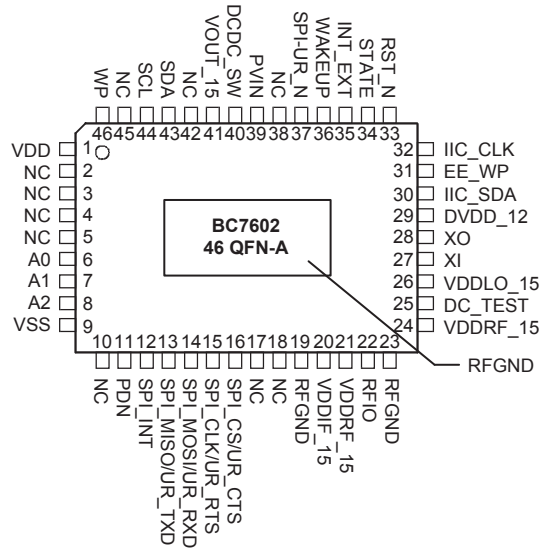 WP
NC
SCL
SDA
NC
VOUT_15
DCDC_SW
PVIN
NC
SPI-UR_N
WAKEUP
INT_EXT
STATE
RST_N
46 45 44 43 42 41 40 39 38 37 36 35 34 33
VDD 1
NC 2
NC 3
NC 4
NC 5
A0 6
A1 7
A2 8
VSS 9
BC7602
46 QFN-A
32 IIC_CLK
31 EE_WP
30 IIC_SDA
29 DVDD_12
28 XO
27 XI
26 VDDLO_15
25 DC_TEST
24 VDDRF_15
RFGND
10 11 12 13 14 15 16 17 18 19 20 21 22 23
NC
PDN
SPI_INT
SPI_MISO/UR_TXD
SPI_MOSI/UR_RXD
SPI_CLK/UR_RTS
SPI_CS/UR_CTS
NC
NC
RFGND
VDDIF_15
VDDRF_15
RFIO
RFGND